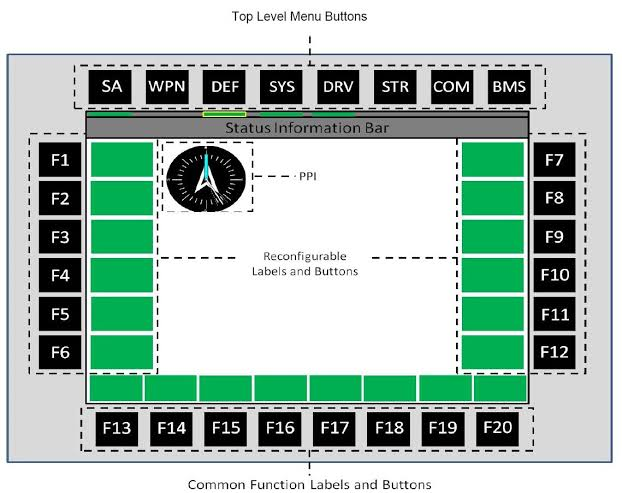 Top Level Menu Buttons
SA WPN DEF SYS DRV STR COM BMS
Status Information Bar
F1
F2
F3
F4
F5
F6
PPI
Reconfigurable
Labels and Buttons
F7
F8
F9
F10
F11
F12
F13 F14 F15 F16 F17 F18 F19 F20
Common Function Labels and Buttons